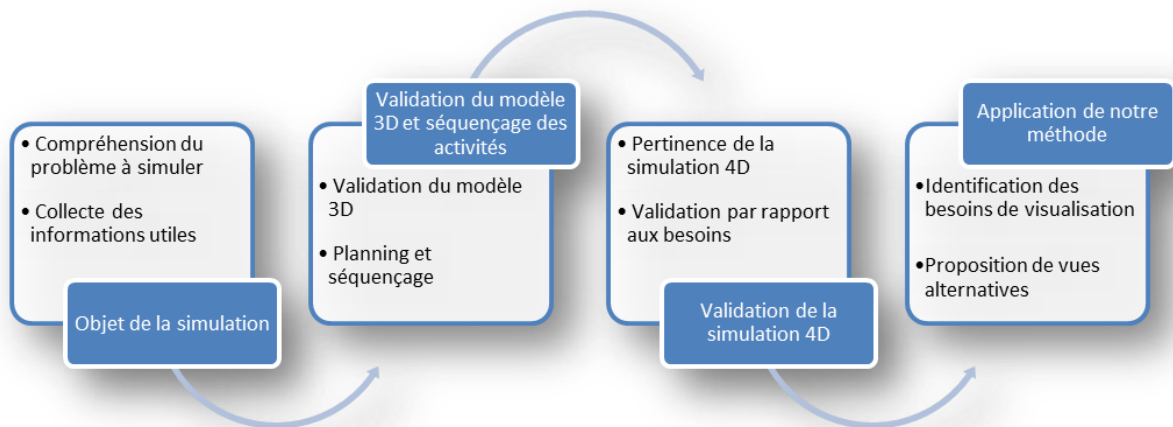 • Compréhension du
problème à simuler
• Collecte des
informations utiles
Objet de la simulation
Validation du modèle
3D et séquençage des
activités
• Validation du modèle
3D
• Planning et
séquençage
• Pertinence de la
simulation 4D
• Validation par rapport
aux besoins
Validation de la
simulation 4D
Application de notre
méthode
•Identification des
besoins de visualisation
•Proposition de vues
alternatives